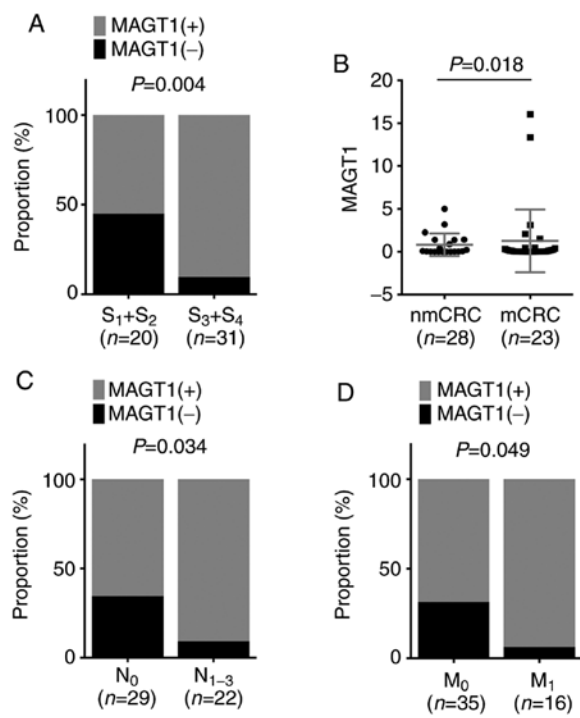 A
MAGT1(+)
MAGT1(−)
P=0.004
100
50
0
Proportion (%)
S₁+S₂
(n=20)
S₃+S₄
(n=31)
B
P=0.018
20
15
10
5
0
−5
MAGT1
nmCRC
(n=28)
mCRC
(n=23)
C
MAGT1(+)
MAGT1(−)
P=0.034
100
50
0
Proportion (%)
N₀
(n=29)
N₁₋₃
(n=22)
D
MAGT1(+)
MAGT1(−)
P=0.049
100
50
0
Proportion (%)
M₀
(n=35)
M₁
(n=16)